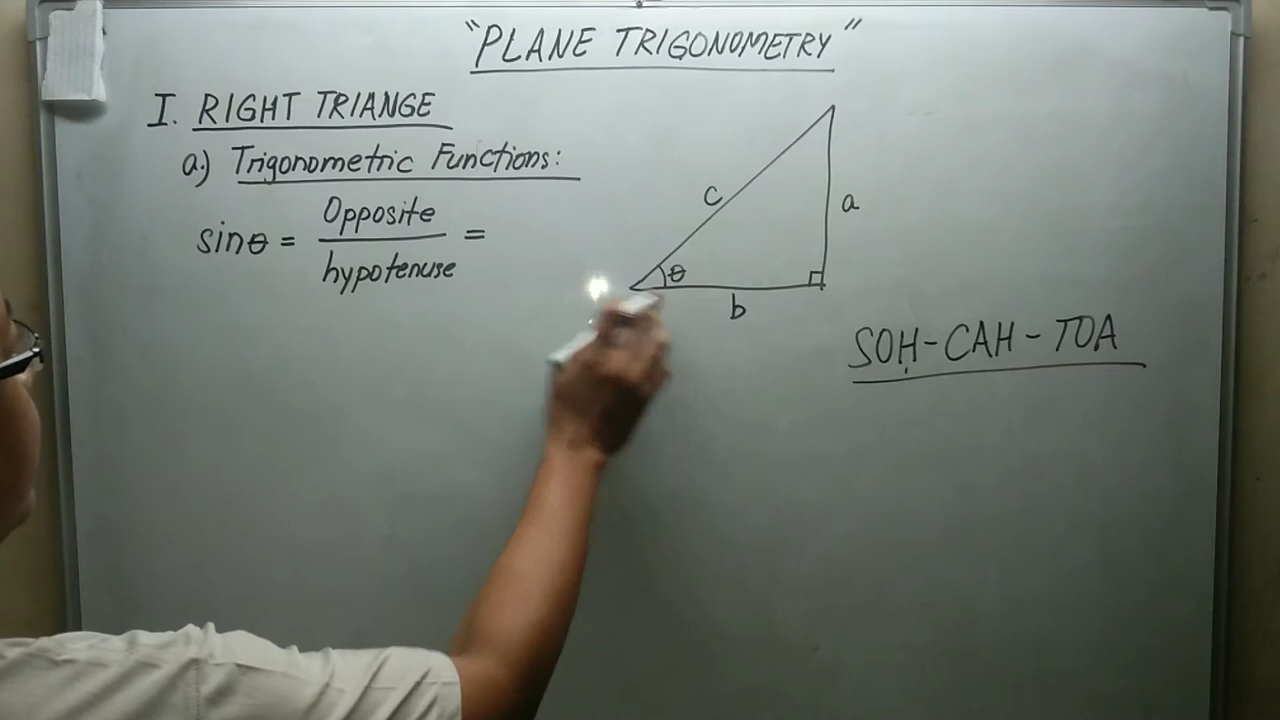 "PLANE TRIGONOMETRY"
I. RIGHT TRIANGE
a.) Trigonometric Functions:
sinθ = Opposite / hypotenuse =
c
a
θ
b
SOH-CAH-TOA